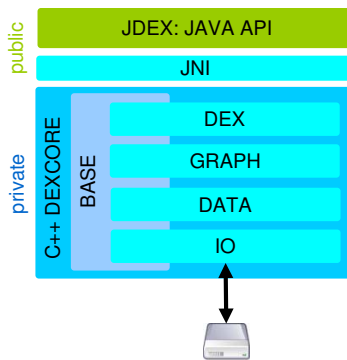 public
JDEX: JAVA API
JNI
private
C++ DEXCORE
BASE
DEX
GRAPH
DATA
IO